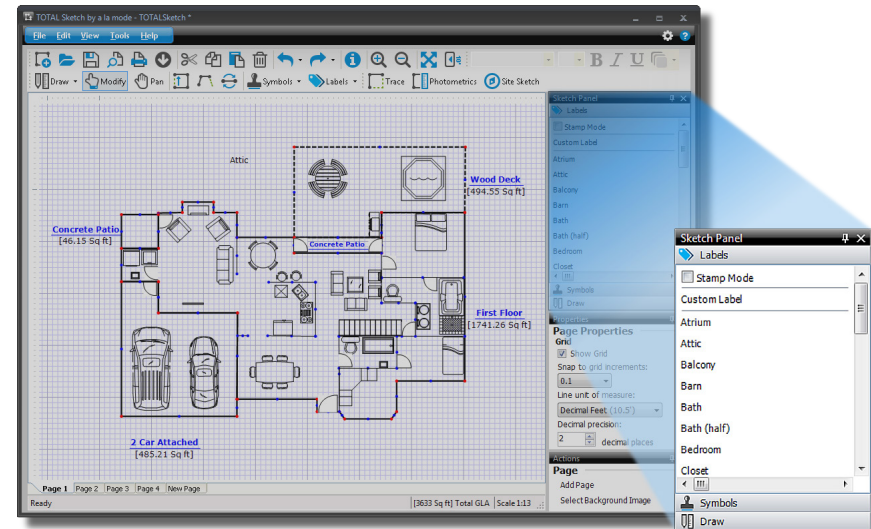 TOTAL Sketch by a la mode - TOTALSketch *
File Edit View Tools Help
B I U
Draw Modify Pan Symbols Labels Trace Photometrics Site Sketch
Sketch Panel
Labels
Stamp Mode
Custom Label
Atrium
Attic
Balcony
Barn
Bath
Bath (half)
Bedroom
Closet
Symbols
Draw
Properties
Page Properties
Grid
Show Grid
Snap to grid increments:
0.1
Line unit of measure:
Decimal Feet (10.5')
Decimal precision:
2 decimal places
Actions
Page
Add Page
Select Background Image
Attic
Wood Deck
[494.55 Sq ft]
Concrete Patio
[46.15 Sq ft]
Concrete Patio
First Floor
[1741.26 Sq ft]
2 Car Attached
[485.21 Sq ft]
Page 1 Page 2 Page 3 Page 4 New Page
Ready [3633 Sq ft] Total GLA Scale 1:13
Sketch Panel
Labels
Stamp Mode
Custom Label
Atrium
Attic
Balcony
Barn
Bath
Bath (half)
Bedroom
Closet
Symbols
Draw